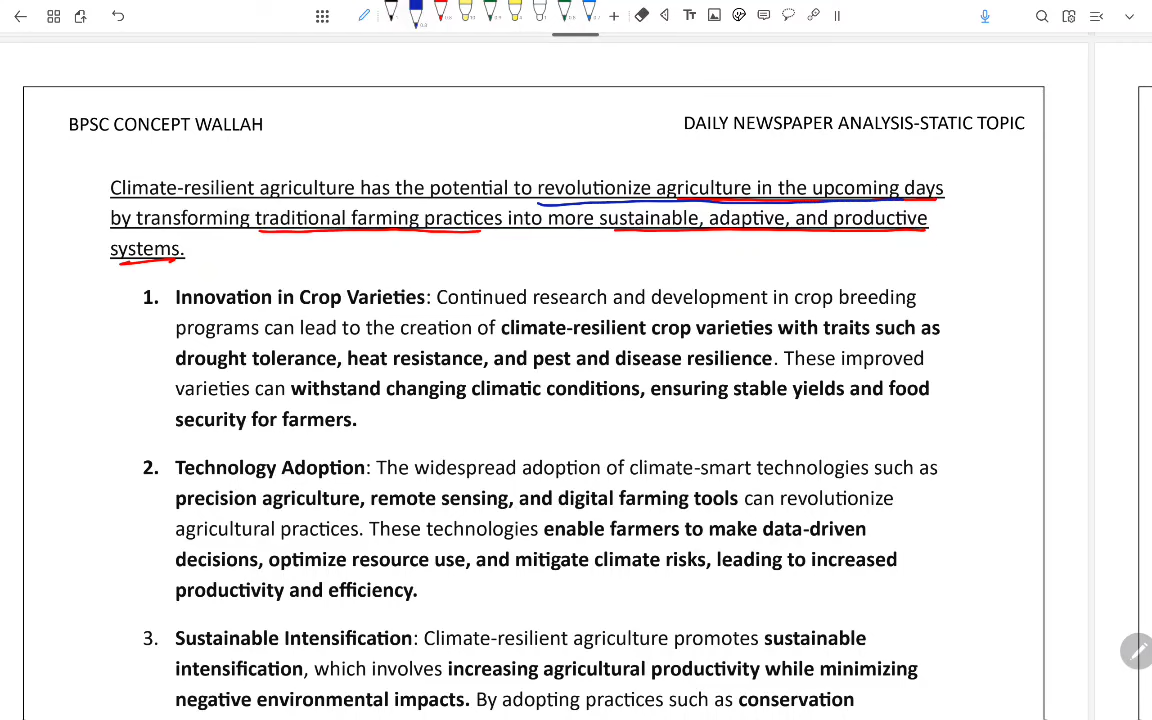 BPSC CONCEPT WALLAH
DAILY NEWSPAPER ANALYSIS-STATIC TOPIC
Climate-resilient agriculture has the potential to revolutionize agriculture in the upcoming days
by transforming traditional farming practices into more sustainable, adaptive, and productive
systems.
1. Innovation in Crop Varieties: Continued research and development in crop breeding
programs can lead to the creation of climate-resilient crop varieties with traits such as
drought tolerance, heat resistance, and pest and disease resilience. These improved
varieties can withstand changing climatic conditions, ensuring stable yields and food
security for farmers.
2. Technology Adoption: The widespread adoption of climate-smart technologies such as
precision agriculture, remote sensing, and digital farming tools can revolutionize
agricultural practices. These technologies enable farmers to make data-driven
decisions, optimize resource use, and mitigate climate risks, leading to increased
productivity and efficiency.
3. Sustainable Intensification: Climate-resilient agriculture promotes sustainable
intensification, which involves increasing agricultural productivity while minimizing
negative environmental impacts. By adopting practices such as conservation